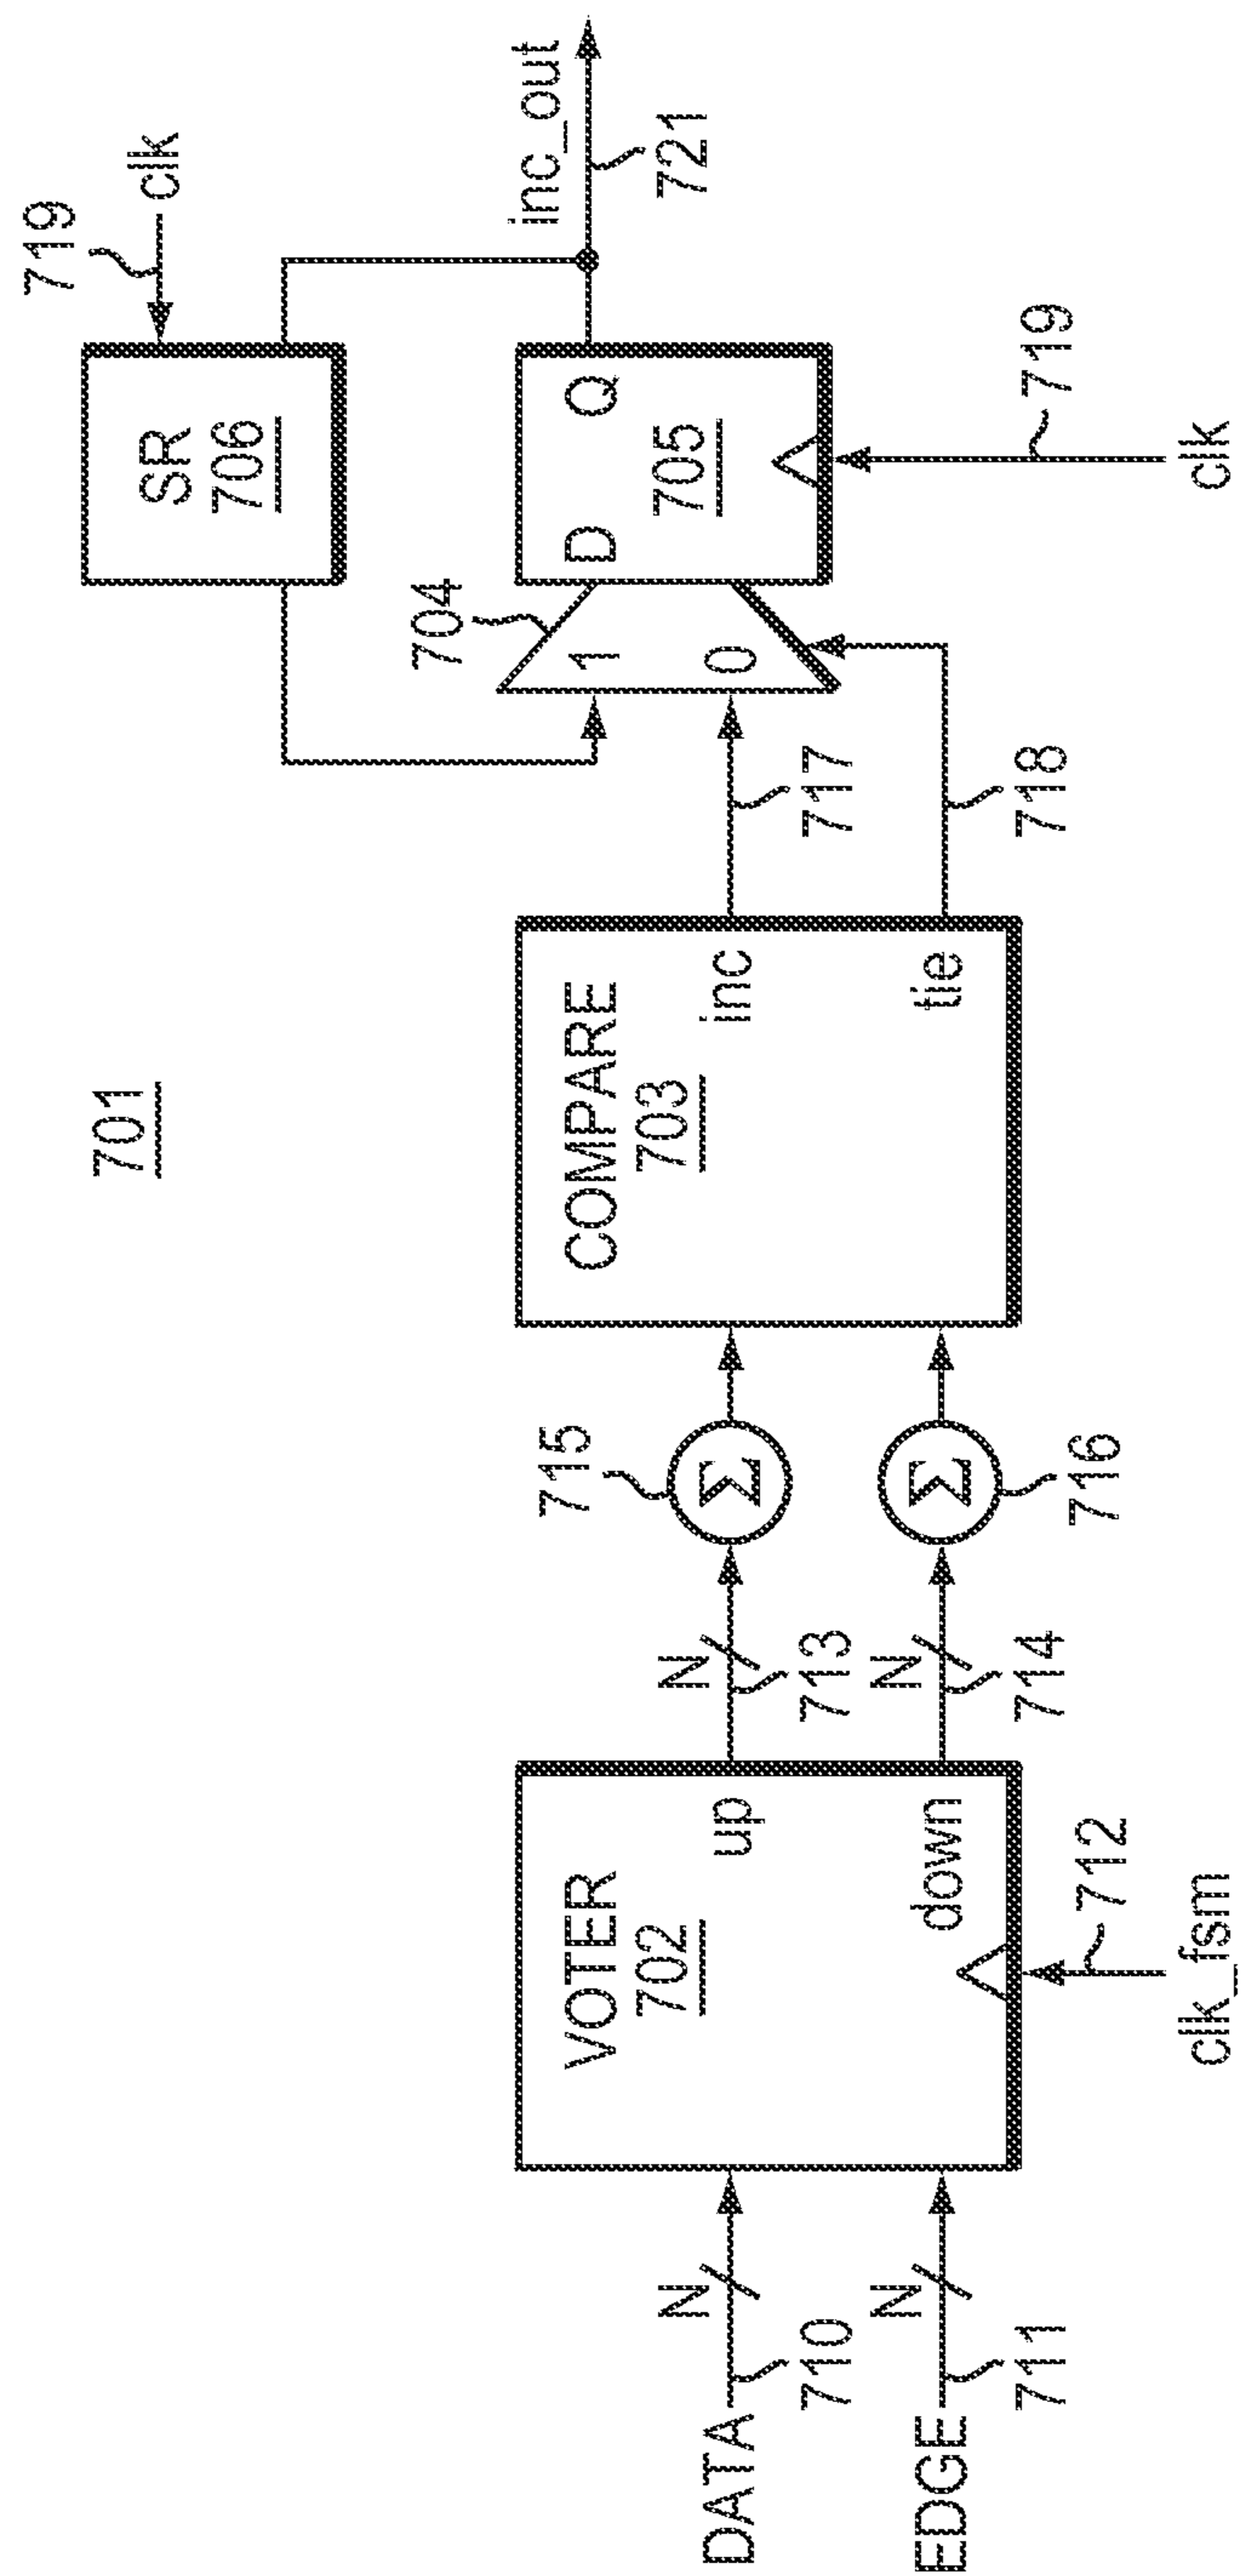 701
DATA
N
710
EDGE
N
711
VOTER
702
up
down
712
clk_fsm
N
713
N
714
Σ
715
Σ
716
COMPARE
703
inc
tie
717
718
704
1
0
SR
706
719
clk
D
Q
705
719
clk
inc_out
721